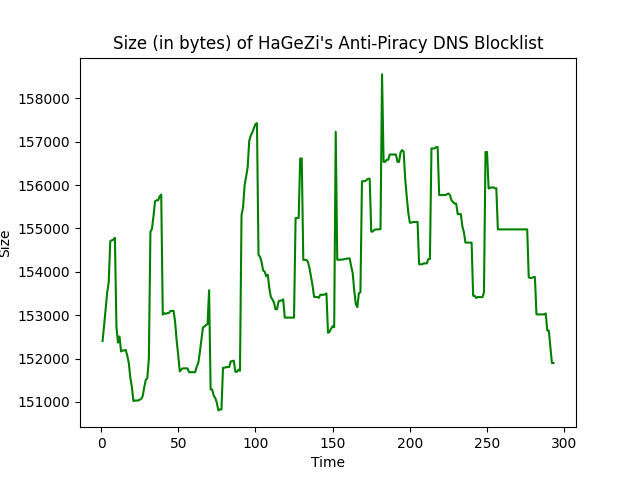 Size (in bytes) of HaGeZi's Anti-Piracy DNS Blocklist
158000
157000
156000
155000
154000
153000
152000
151000
Size
0 50 100 150 200 250 300
Time